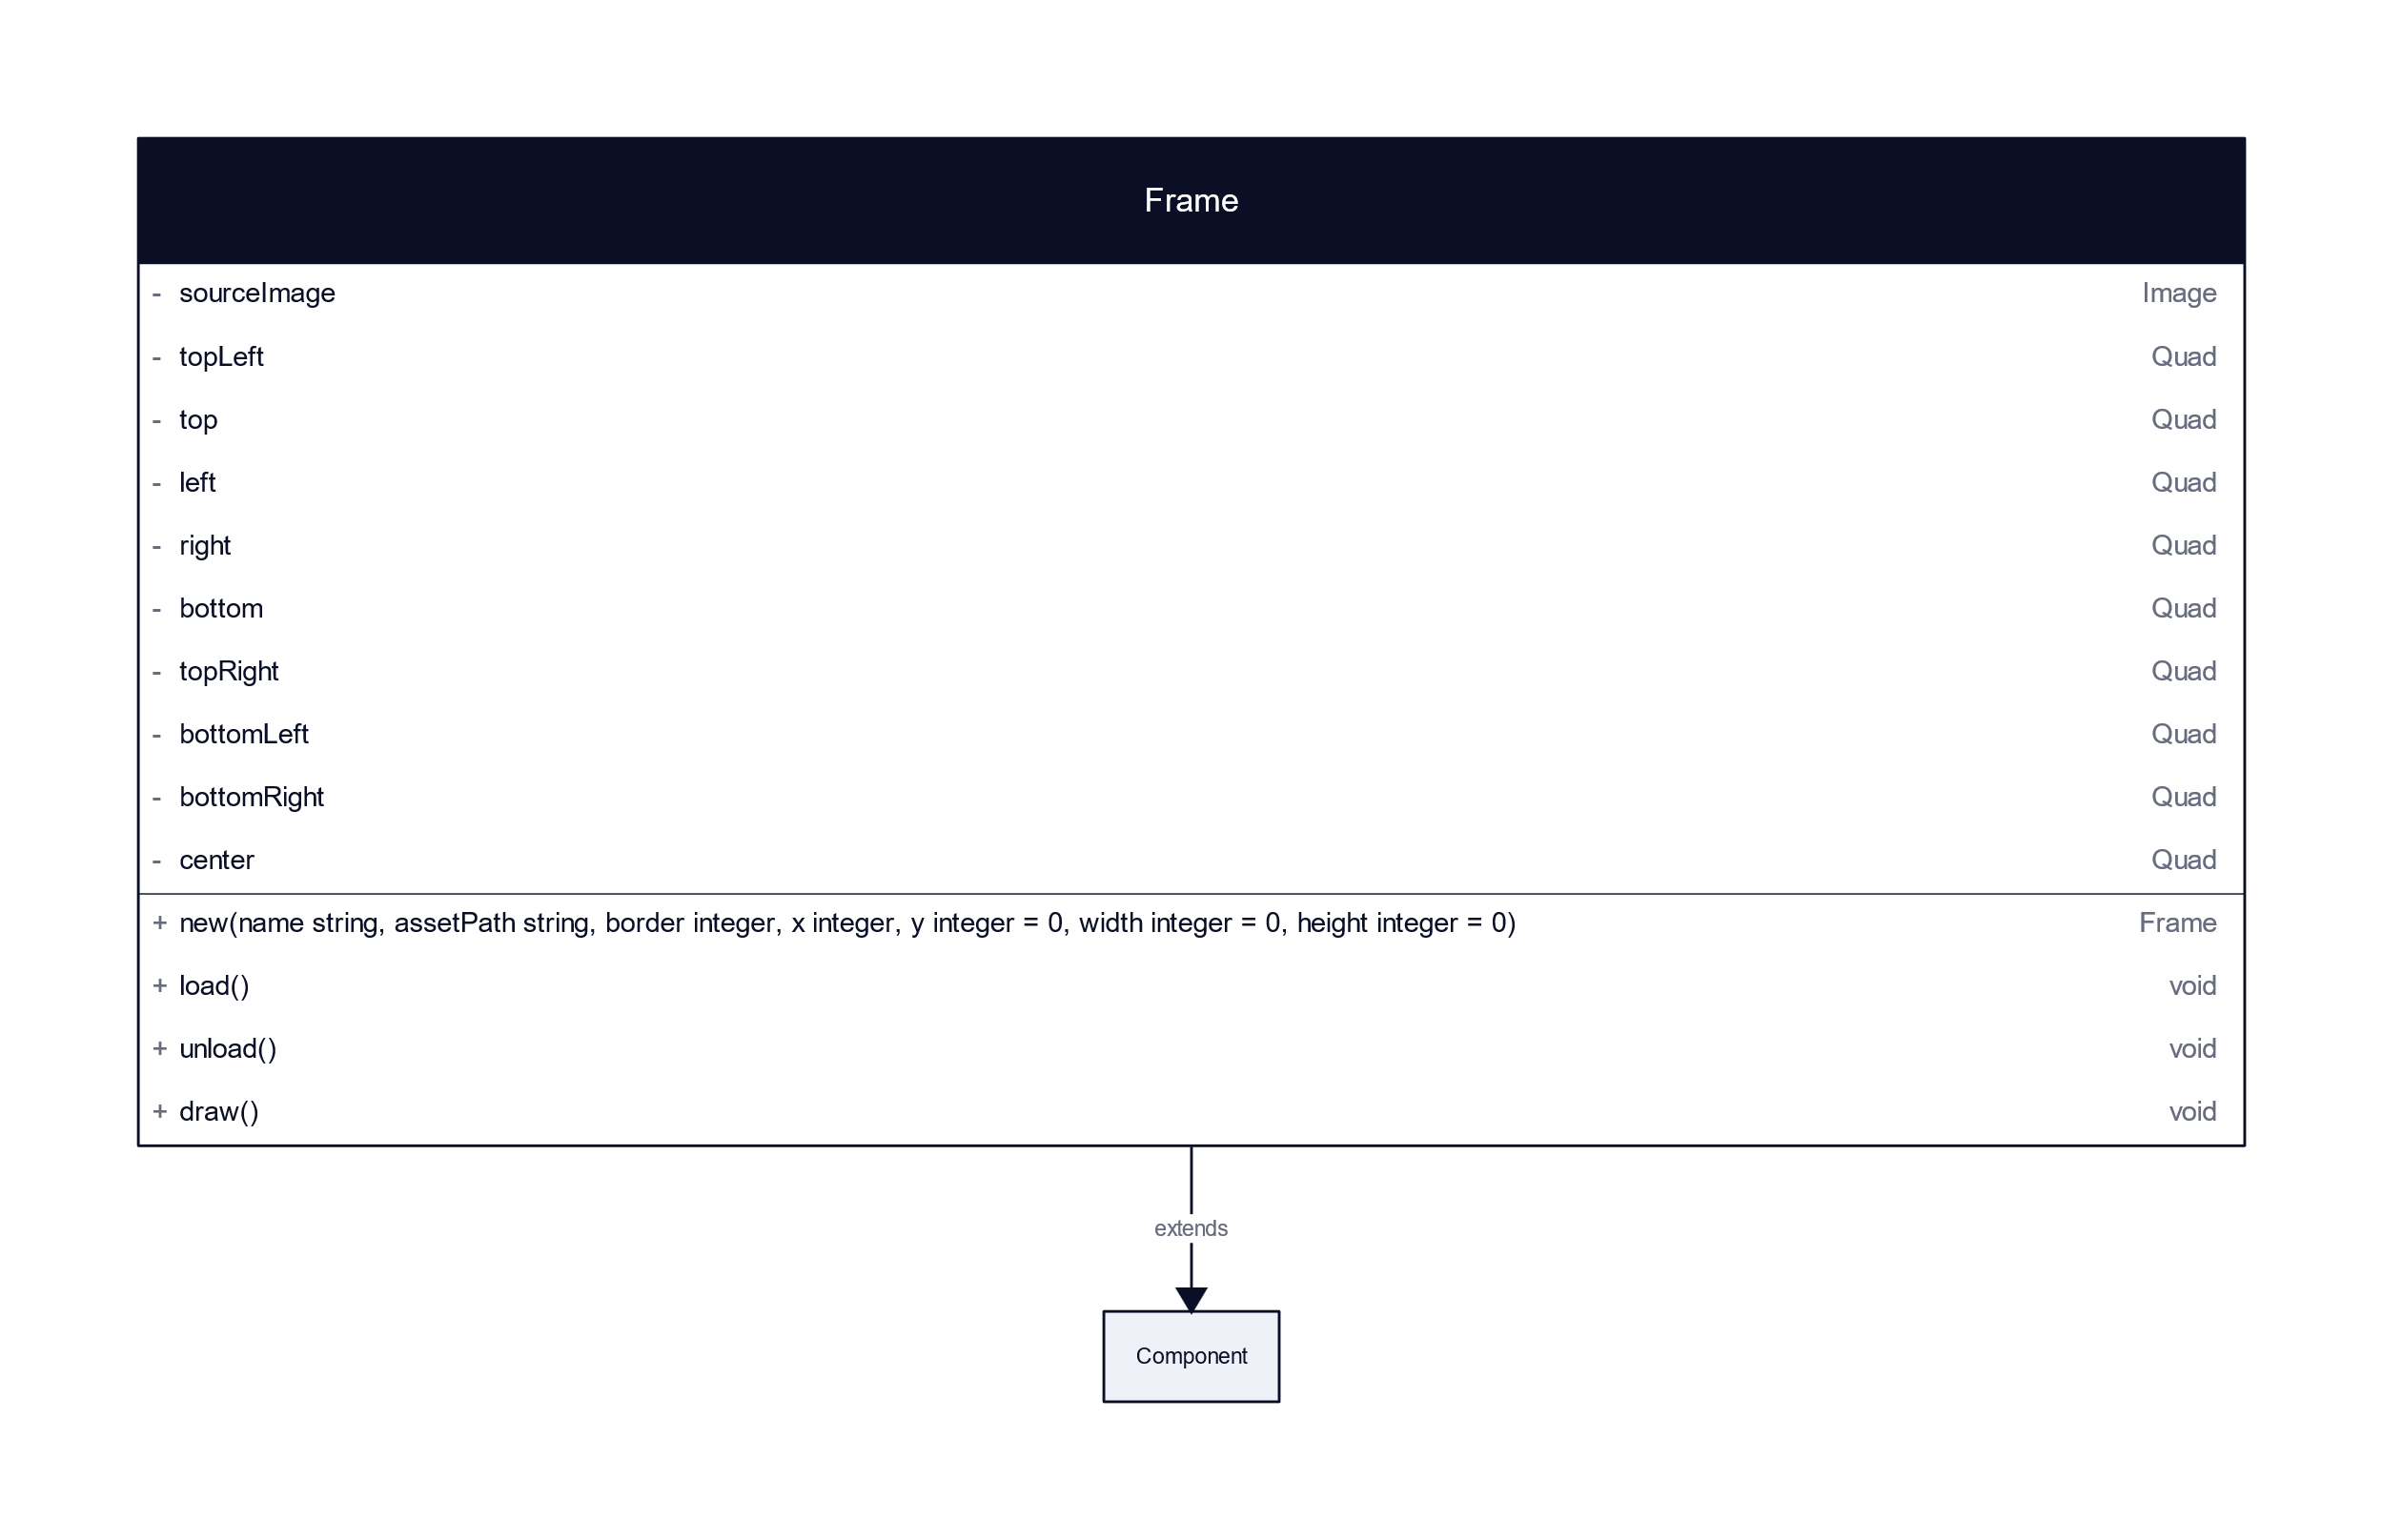 Frame
- sourceImage Image
- topLeft Quad
- top Quad
- left Quad
- right Quad
- bottom Quad
- topRight Quad
- bottomLeft Quad
- bottomRight Quad
- center Quad
+ new(name string, assetPath string, border integer, x integer, y integer = 0, width integer = 0, height integer = 0) Frame
+ load() void
+ unload() void
+ draw() void
extends
Component